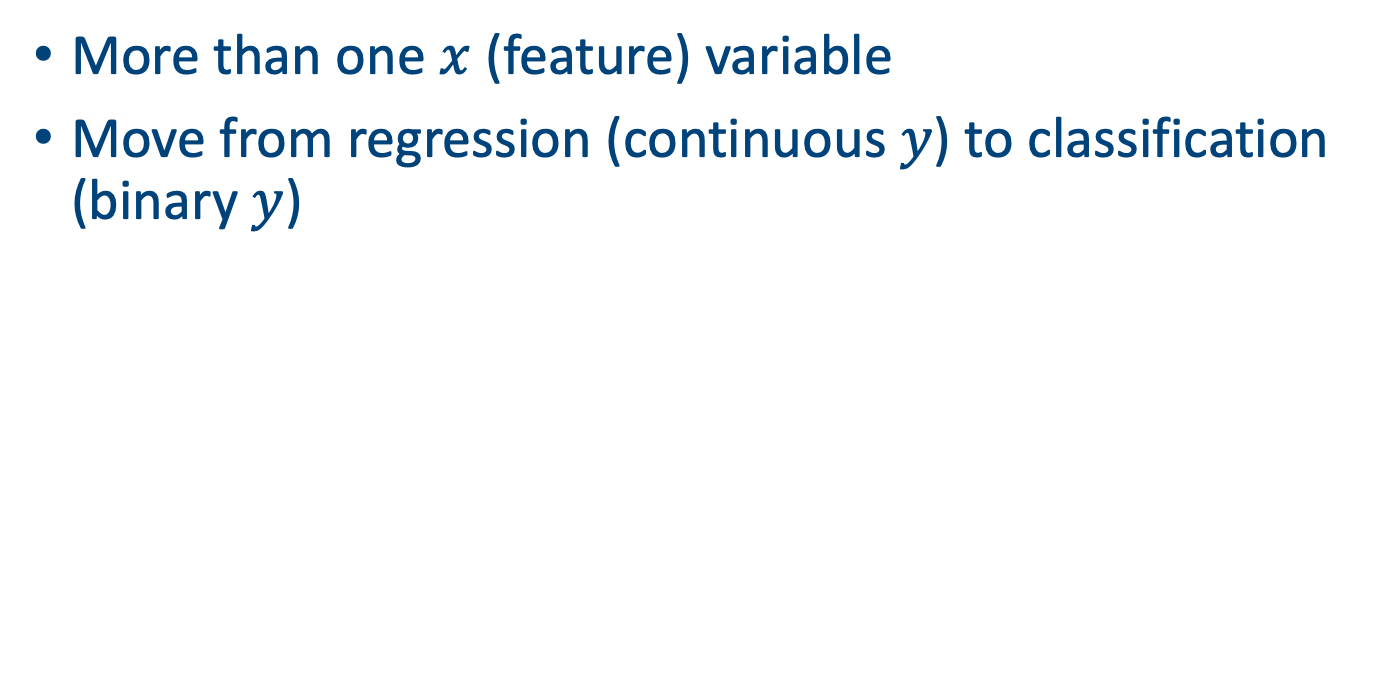 • More than one x (feature) variable
• Move from regression (continuous y) to classification
(binary y)